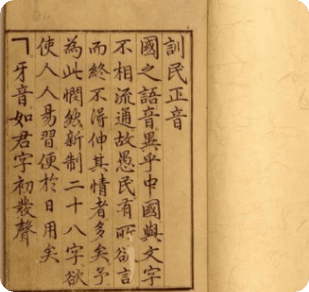 訓民正音
國之語音異乎中國與文字
不相流通故愚民有所欲言
而終不得伸其情者多矣予
為此憫然新制二十八字欲
使人人易習便於日用矣
ㄱ牙音如君字初發聲